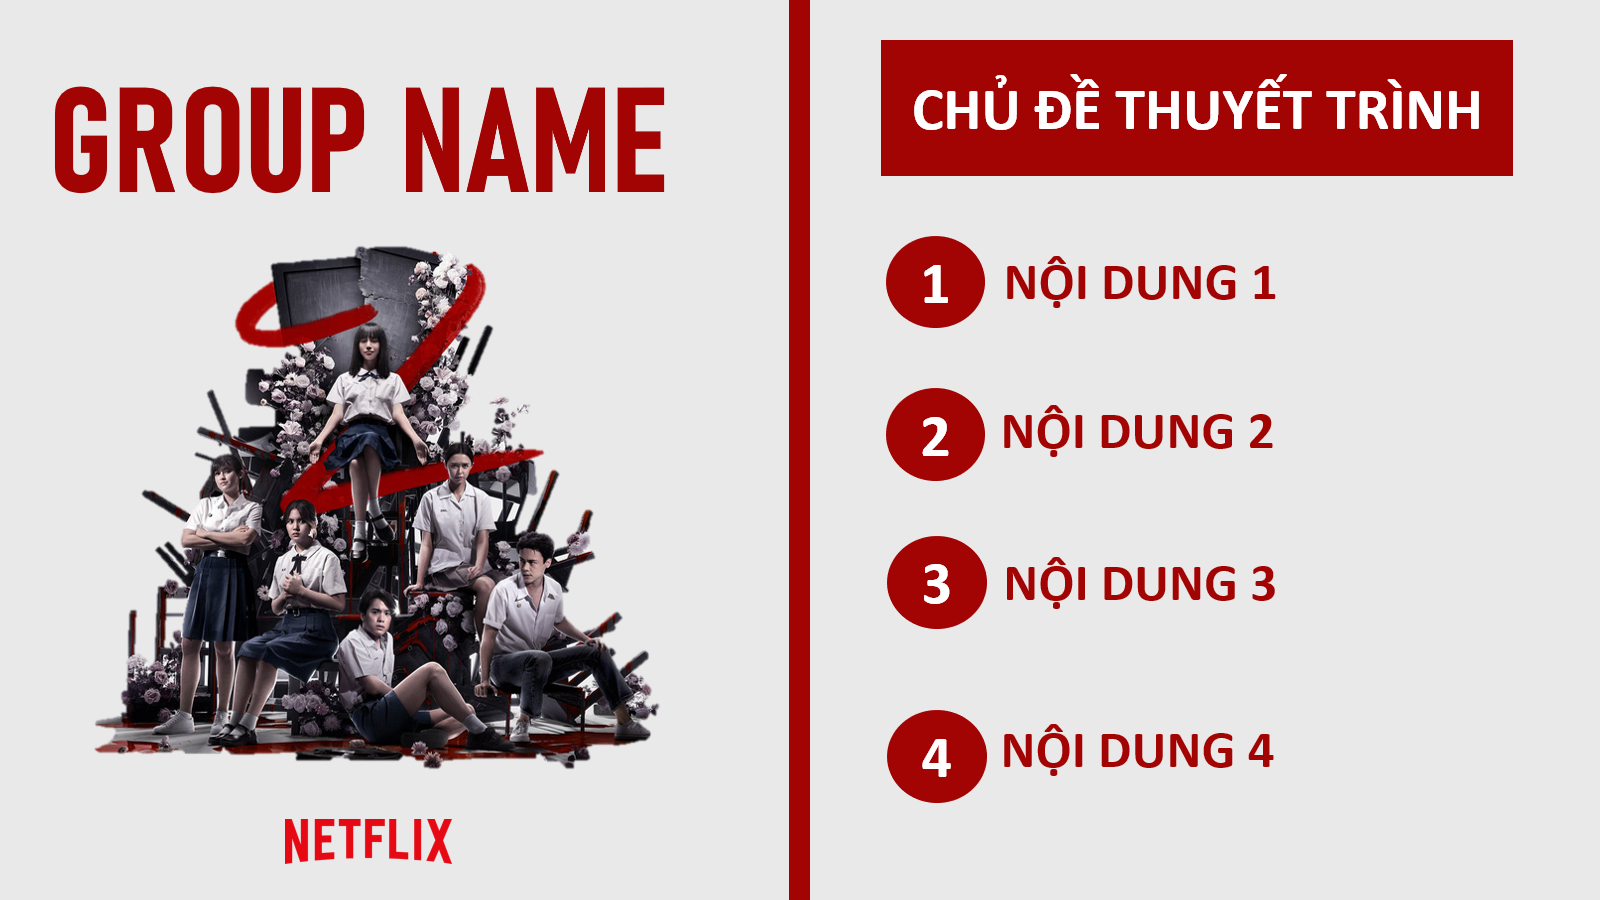 GROUP NAME
NETFLIX
CHỦ ĐỀ THUYẾT TRÌNH
1 NỘI DUNG 1
2 NỘI DUNG 2
3 NỘI DUNG 3
4 NỘI DUNG 4